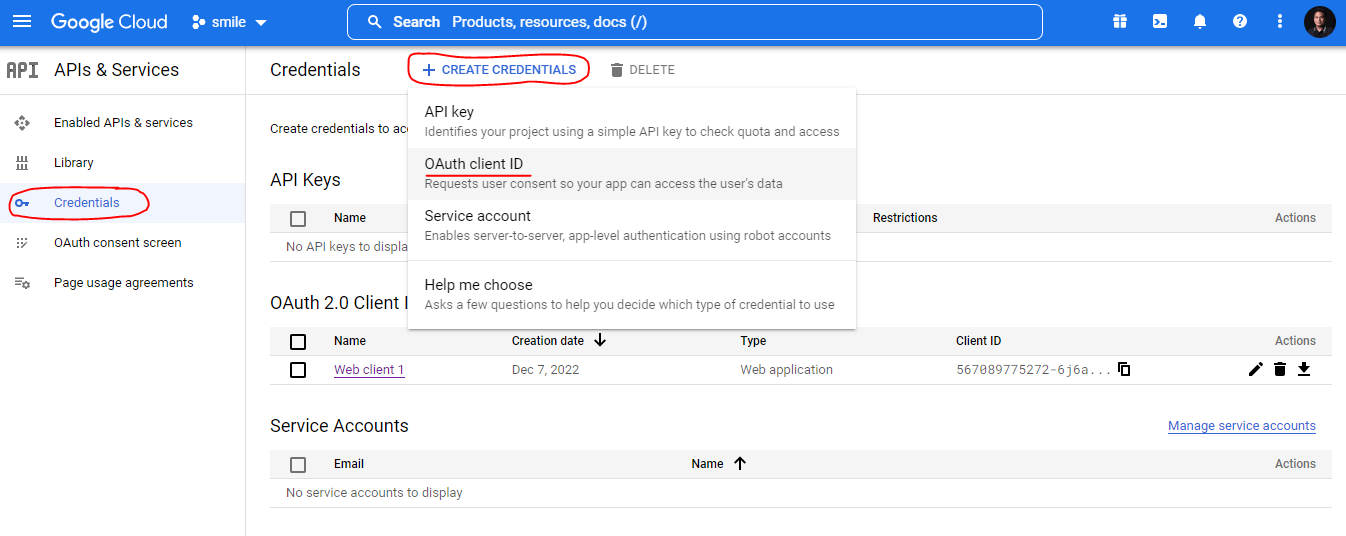 Google Cloud smile Search Products, resources, docs (/)
API APIs & Services
Credentials + CREATE CREDENTIALS DELETE
Enabled APIs & services
Library
Credentials
OAuth consent screen
Page usage agreements
Create credentials to acc
API key
Identifies your project using a simple API key to check quota and access
OAuth client ID
Requests user consent so your app can access the user's data
Service account
Enables server-to-server, app-level authentication using robot accounts
Help me choose
Asks a few questions to help you decide which type of credential to use
API Keys
Name Restrictions Actions
No API keys to display
OAuth 2.0 Client I
Name Creation date Type Client ID Actions
Web client 1 Dec 7, 2022 Web application 567089775272-6j6a...
Service Accounts Manage service accounts
Email Name Actions
No service accounts to display